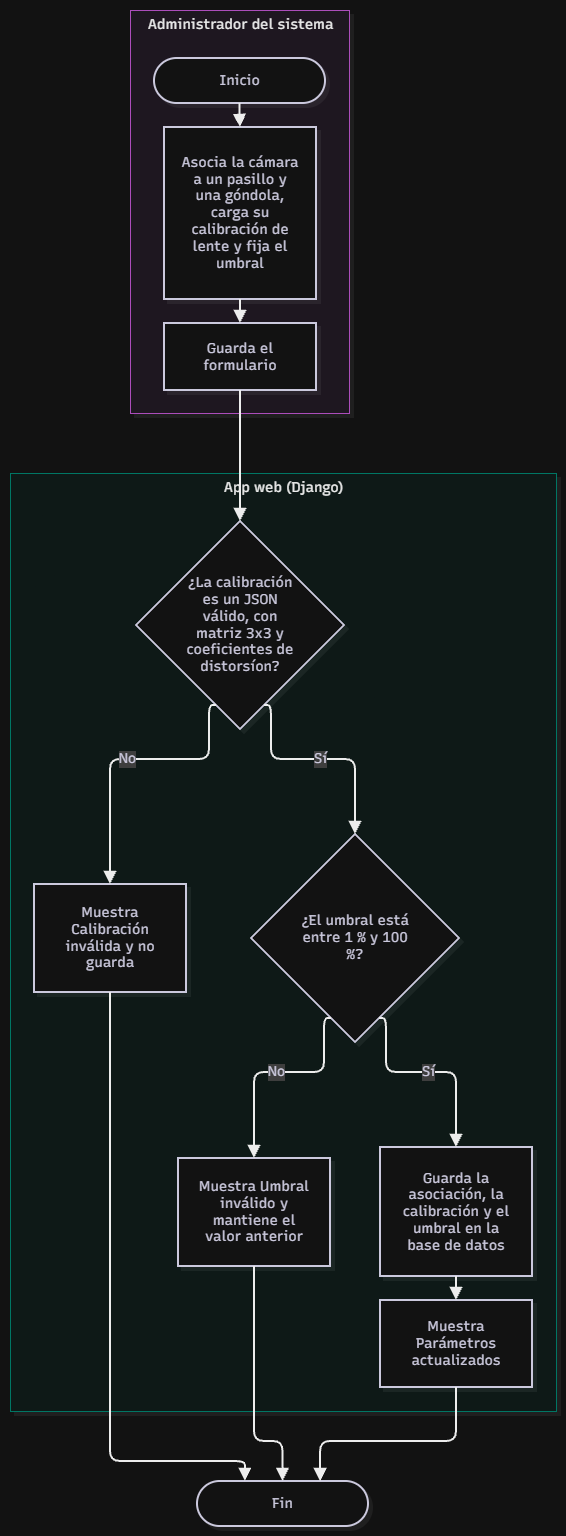 Administrador del sistema
Inicio
Asocia la cámara
a un pasillo y
una góndola,
carga su
calibración de
lente y fija el
umbral
Guarda el
formulario
App web (Django)
¿La calibración
es un JSON
válido, con
matriz 3x3 y
coeficientes de
distorsíon?
No
Sí
Muestra
Calibración
inválida y no
guarda
¿El umbral está
entre 1 % y 100
%?
No
Sí
Muestra Umbral
inválido y
mantiene el
valor anterior
Guarda la
asociación, la
calibración y el
umbral en la
base de datos
Muestra
Parámetros
actualizados
Fin